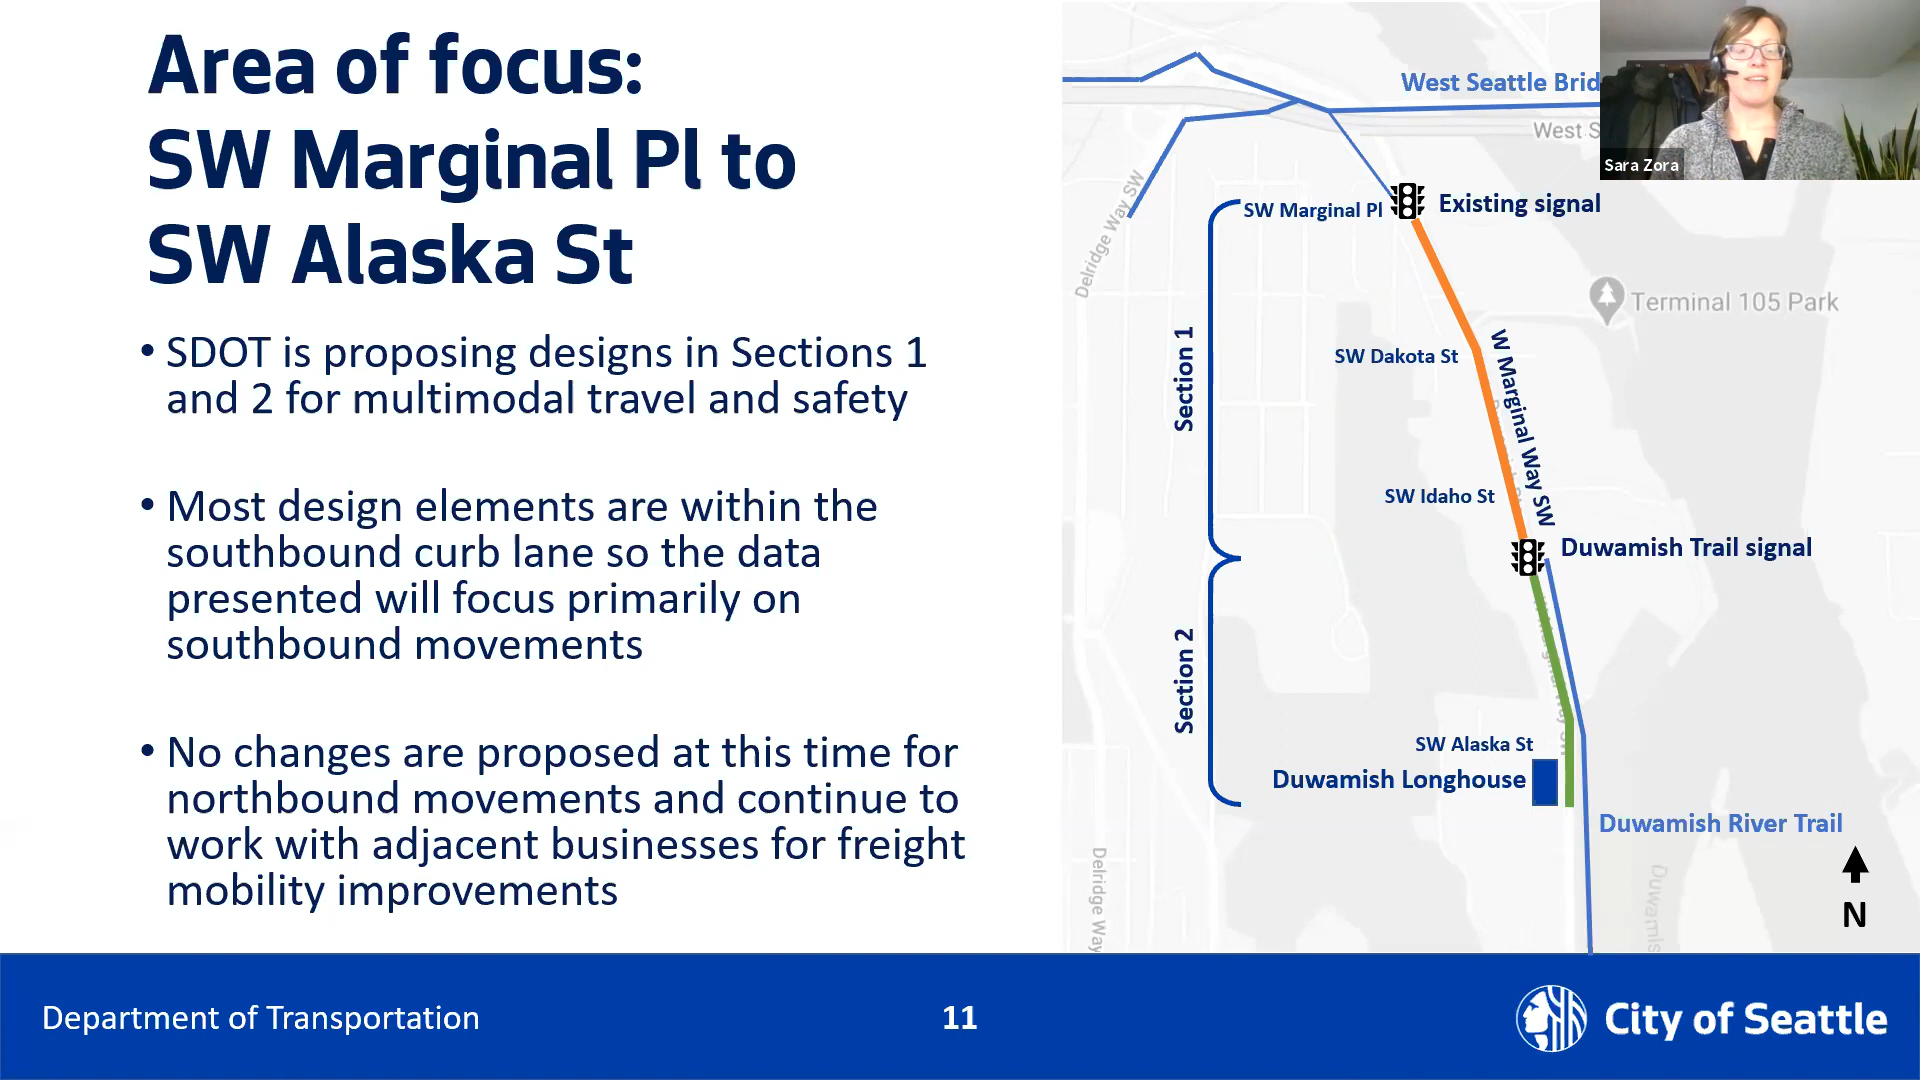 Area of focus:
SW Marginal Pl to
SW Alaska St
• SDOT is proposing designs in Sections 1
and 2 for multimodal travel and safety
• Most design elements are within the
southbound curb lane so the data
presented will focus primarily on
southbound movements
• No changes are proposed at this time for
northbound movements and continue to
work with adjacent businesses for freight
mobility improvements
West Seattle Brid
West S
Sara Zora
Delridge Way SW
SW Marginal Pl
Existing signal
Terminal 105 Park
Section 1
SW Dakota St
W Marginal Way SW
SW Idaho St
Duwamish Trail signal
Section 2
SW Alaska St
Duwamish Longhouse
Duwamish River Trail
Delridge Way
Duwamis
N
Department of Transportation
11
City of Seattle